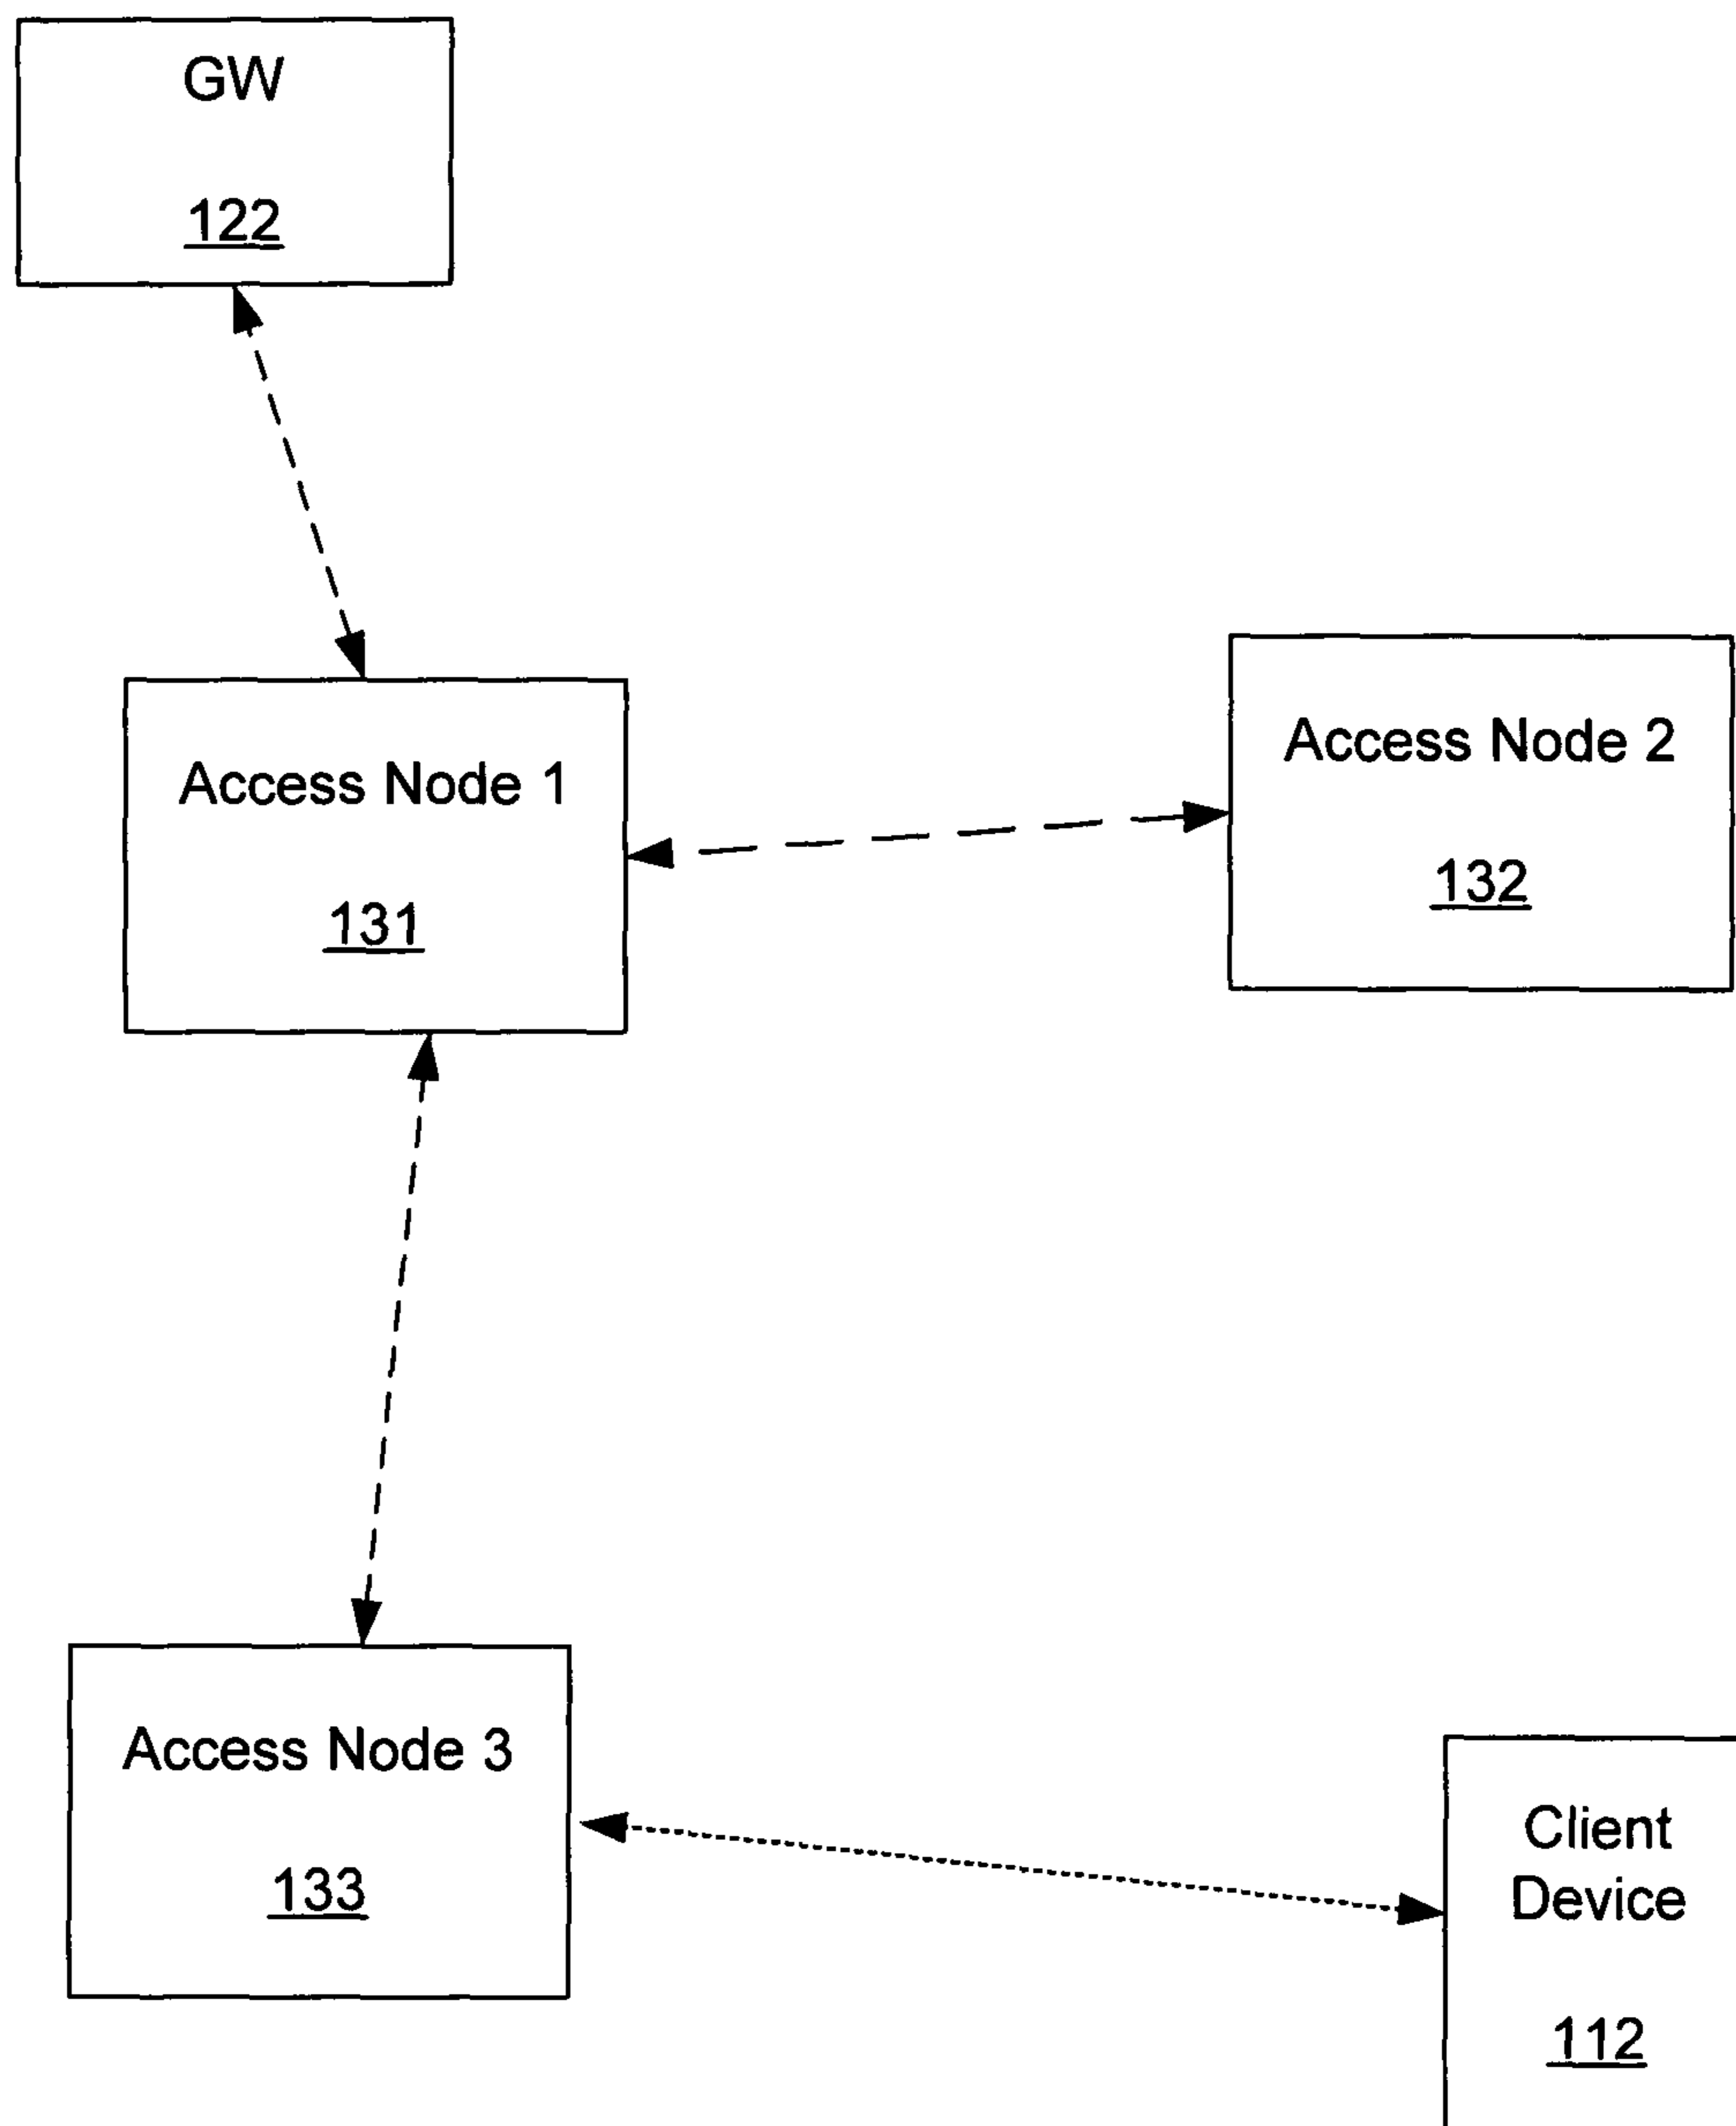 GW
122
Access Node 1
131
Access Node 2
132
Access Node 3
133
Client
Device
112